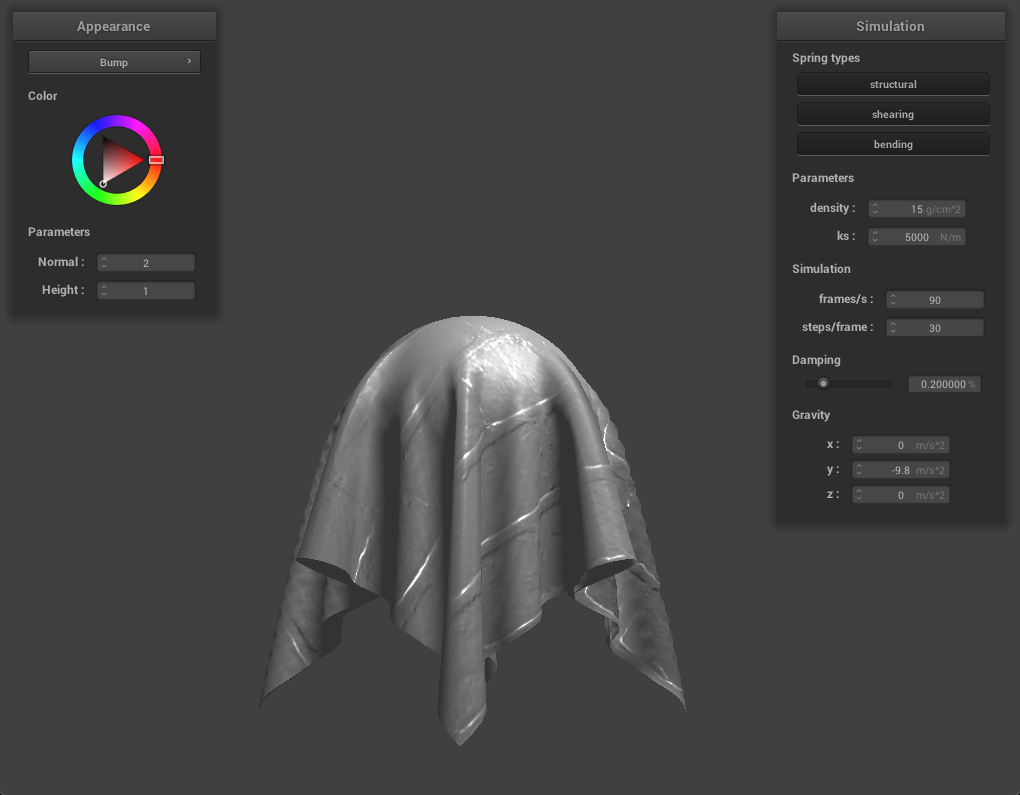 Appearance
Bump ›
Color
Parameters
Normal : 2
Height : 1
Simulation
Spring types
structural
shearing
bending
Parameters
density : 15 g/cm^2
ks : 5000 N/m
Simulation
frames/s : 90
steps/frame : 30
Damping
0.200000 %
Gravity
x : 0 m/s^2
y : -9.8 m/s^2
z : 0 m/s^2